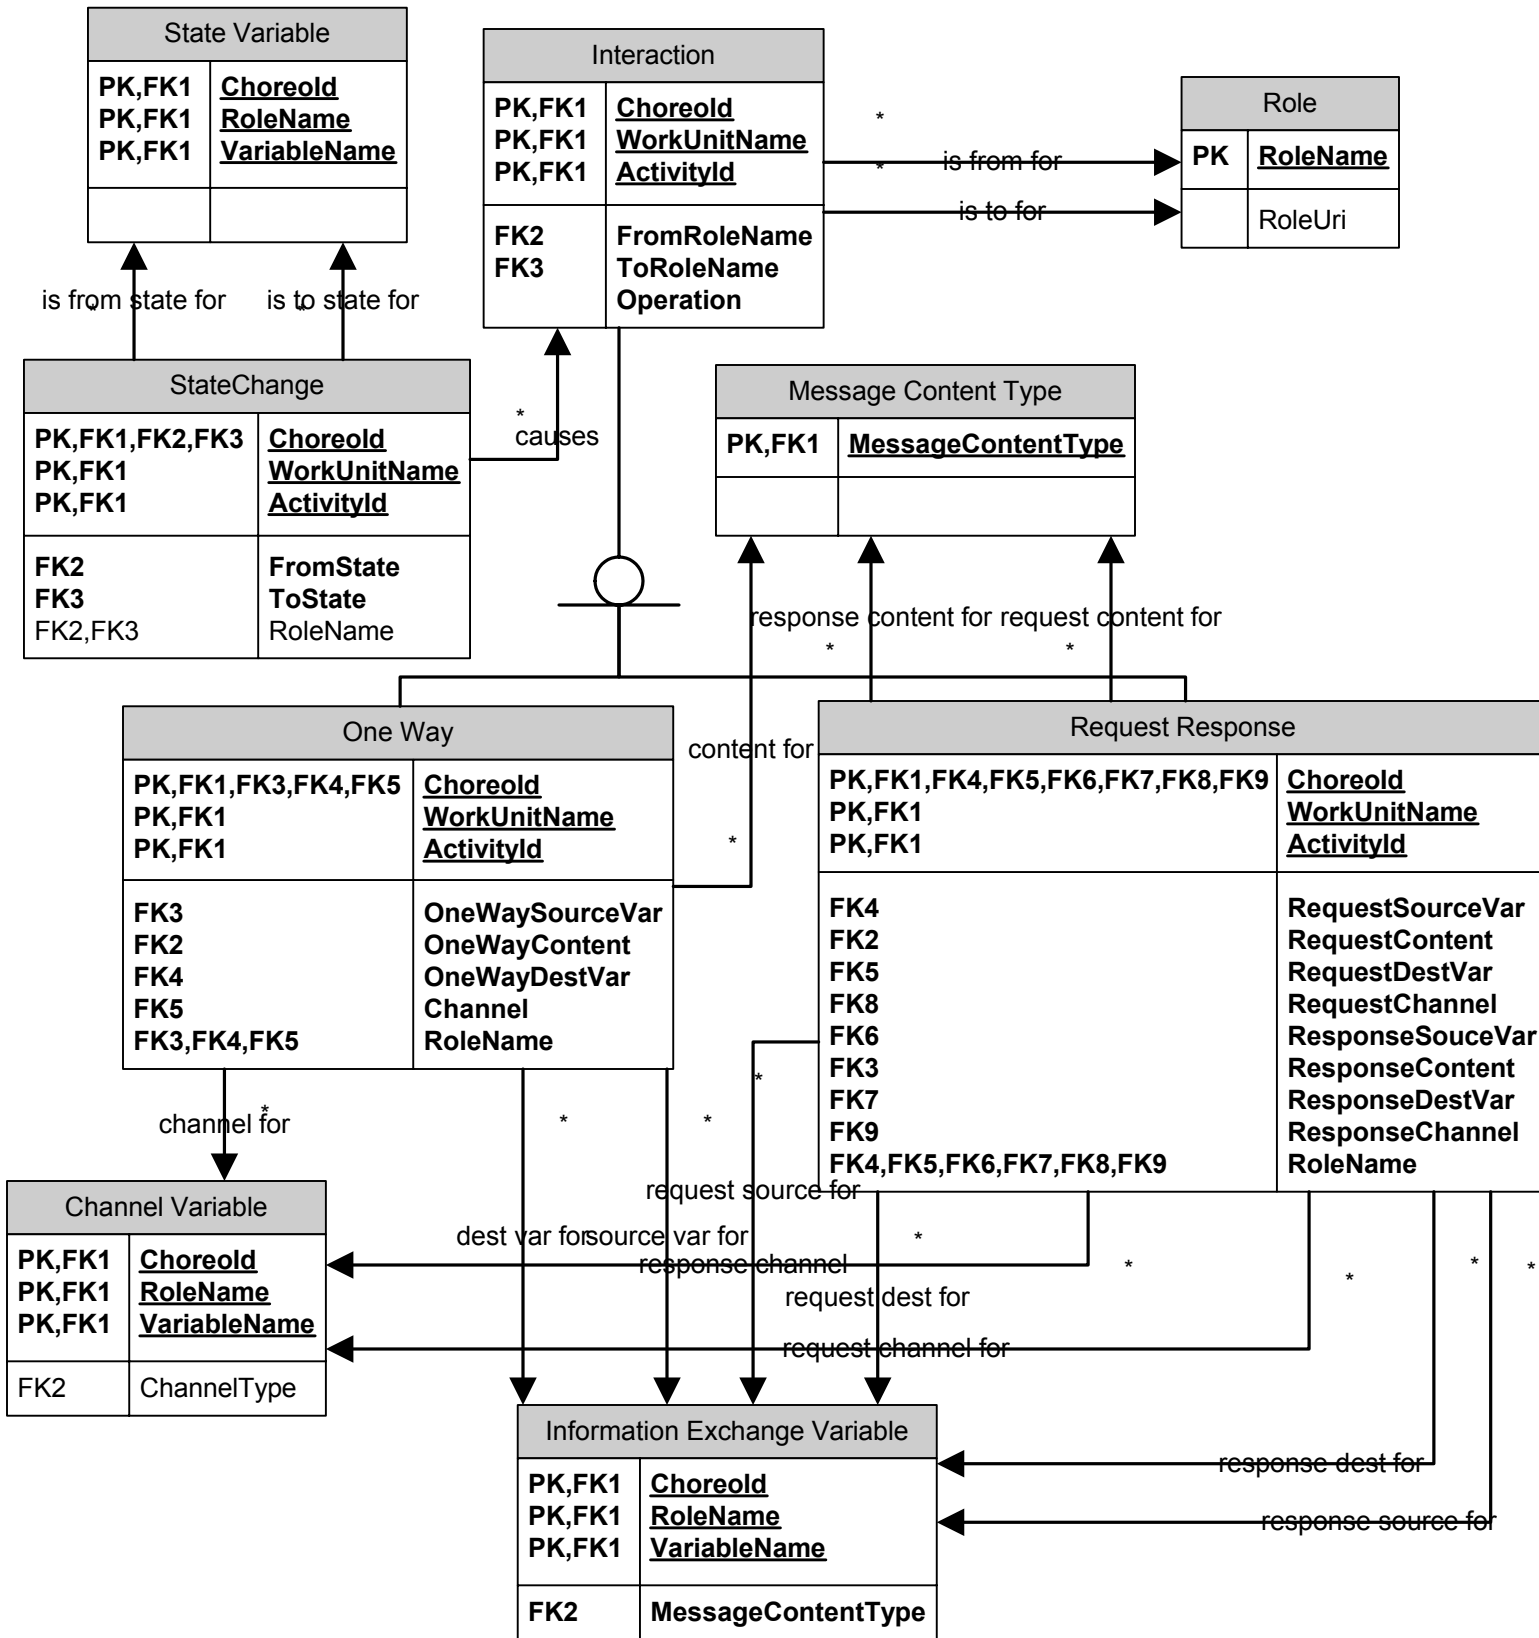 State Variable
PK,FK1 ChoreoId
PK,FK1 RoleName
PK,FK1 VariableName
Interaction
PK,FK1 ChoreoId
PK,FK1 WorkUnitName
PK,FK1 ActivityId
FK2 FromRoleName
FK3 ToRoleName
Operation
Role
PK RoleName
RoleUri
*
*
is from for
is to for
is from state for
*
is to state for
*
StateChange
PK,FK1,FK2,FK3 ChoreoId
PK,FK1 WorkUnitName
PK,FK1 ActivityId
FK2 FromState
FK3 ToState
FK2,FK3 RoleName
*
causes
Message Content Type
PK,FK1 MessageContentType
response content for
request content for
*
*
One Way
PK,FK1,FK3,FK4,FK5 ChoreoId
PK,FK1 WorkUnitName
PK,FK1 ActivityId
FK3 OneWaySourceVar
FK2 OneWayContent
FK4 OneWayDestVar
FK5 Channel
FK3,FK4,FK5 RoleName
content for
*
Request Response
PK,FK1,FK4,FK5,FK6,FK7,FK8,FK9 ChoreoId
PK,FK1 WorkUnitName
PK,FK1 ActivityId
FK4 RequestSourceVar
FK2 RequestContent
FK5 RequestDestVar
FK8 RequestChannel
FK6 ResponseSouceVar
FK3 ResponseContent
FK7 ResponseDestVar
FK9 ResponseChannel
FK4,FK5,FK6,FK7,FK8,FK9 RoleName
*
channel for
*
*
*
request source for
dest var for
source var for
*
response channel
*
request dest for
*
*
*
request channel for
Channel Variable
PK,FK1 ChoreoId
PK,FK1 RoleName
PK,FK1 VariableName
FK2 ChannelType
Information Exchange Variable
PK,FK1 ChoreoId
PK,FK1 RoleName
PK,FK1 VariableName
FK2 MessageContentType
response dest for
response source for